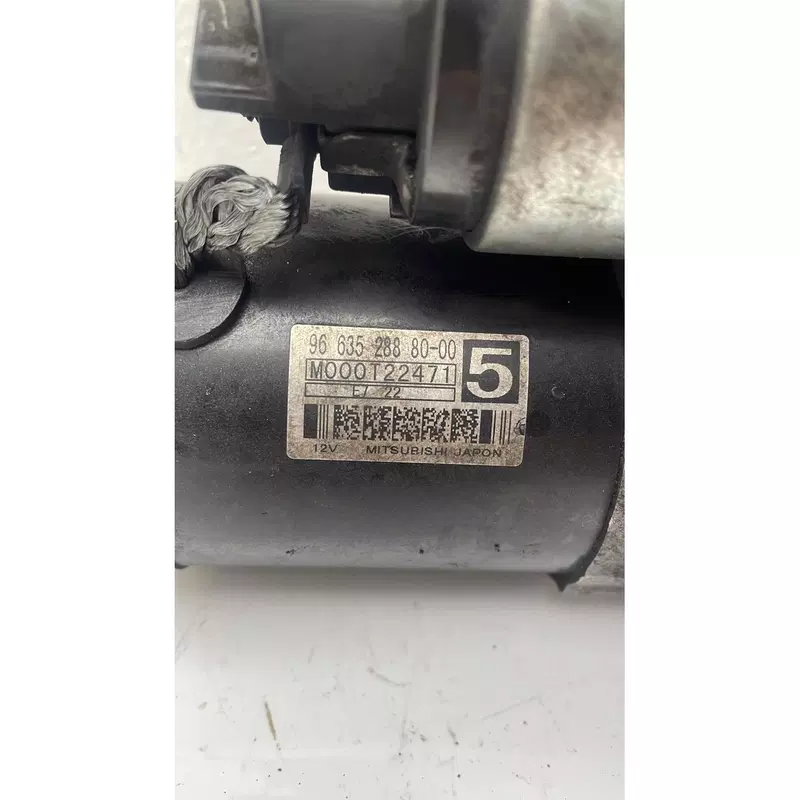 96 635 288 80-00
M000T22471
5
E7 22
12V MITSUBISHI JAPON